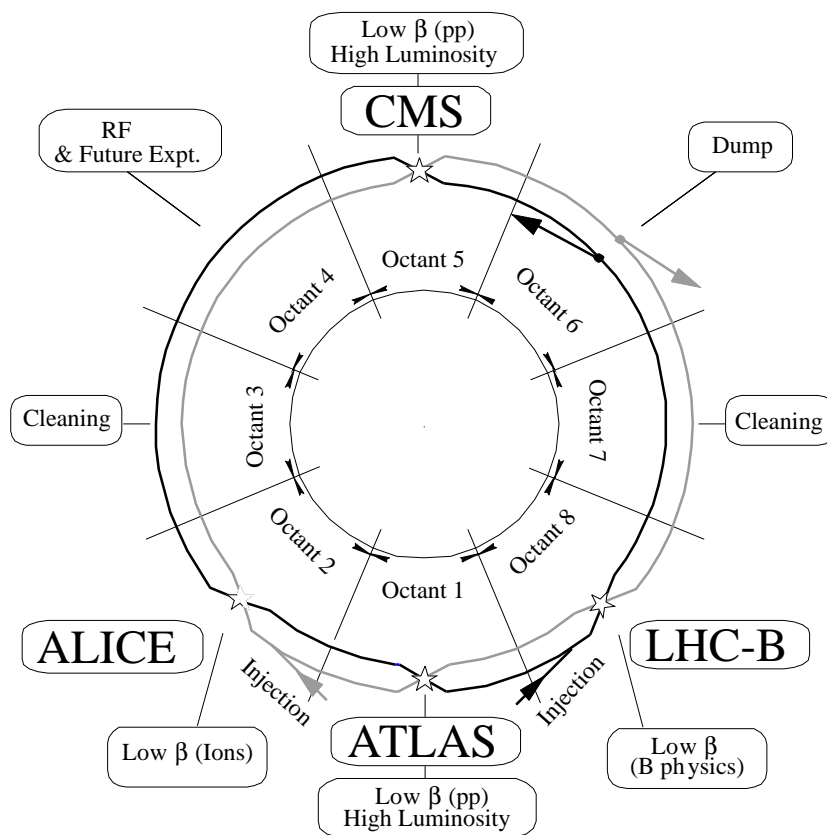 Low β (pp)
High Luminosity
CMS
RF
& Future Expt.
Dump
Octant 5
Octant 4
Octant 6
Cleaning
Octant 3
Octant 7
Cleaning
Octant 2
Octant 8
Octant 1
ALICE
LHC-B
Injection
Injection
ATLAS
Low β (Ions)
Low β
(B physics)
Low β (pp)
High Luminosity